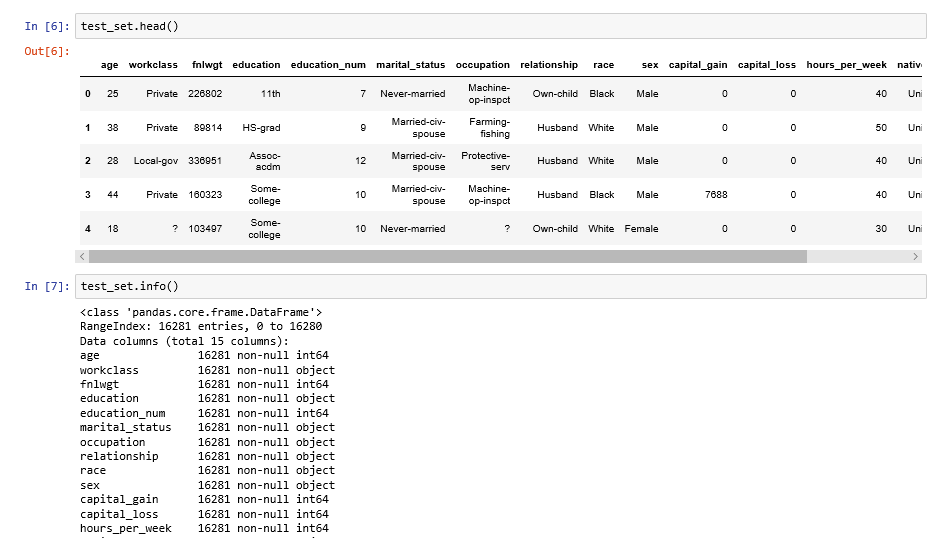 In [6]: test_set.head()
Out[6]:
age workclass fnlwgt education education_num marital_status occupation relationship race sex capital_gain capital_loss hours_per_week nativ
0 25 Private 226802 11th 7 Never-married Machine-op-inspct Own-child Black Male 0 0 40 Uni
1 38 Private 89814 HS-grad 9 Married-civ-spouse Farming-fishing Husband White Male 0 0 50 Uni
2 28 Local-gov 336951 Assoc-acdm 12 Married-civ-spouse Protective-serv Husband White Male 0 0 40 Uni
3 44 Private 160323 Some-college 10 Married-civ-spouse Machine-op-inspct Husband Black Male 7688 0 40 Uni
4 18 ? 103497 Some-college 10 Never-married ? Own-child White Female 0 0 30 Uni
In [7]: test_set.info()
<class 'pandas.core.frame.DataFrame'>
RangeIndex: 16281 entries, 0 to 16280
Data columns (total 15 columns):
age 16281 non-null int64
workclass 16281 non-null object
fnlwgt 16281 non-null int64
education 16281 non-null object
education_num 16281 non-null int64
marital_status 16281 non-null object
occupation 16281 non-null object
relationship 16281 non-null object
race 16281 non-null object
sex 16281 non-null object
capital_gain 16281 non-null int64
capital_loss 16281 non-null int64
hours_per_week 16281 non-null int64